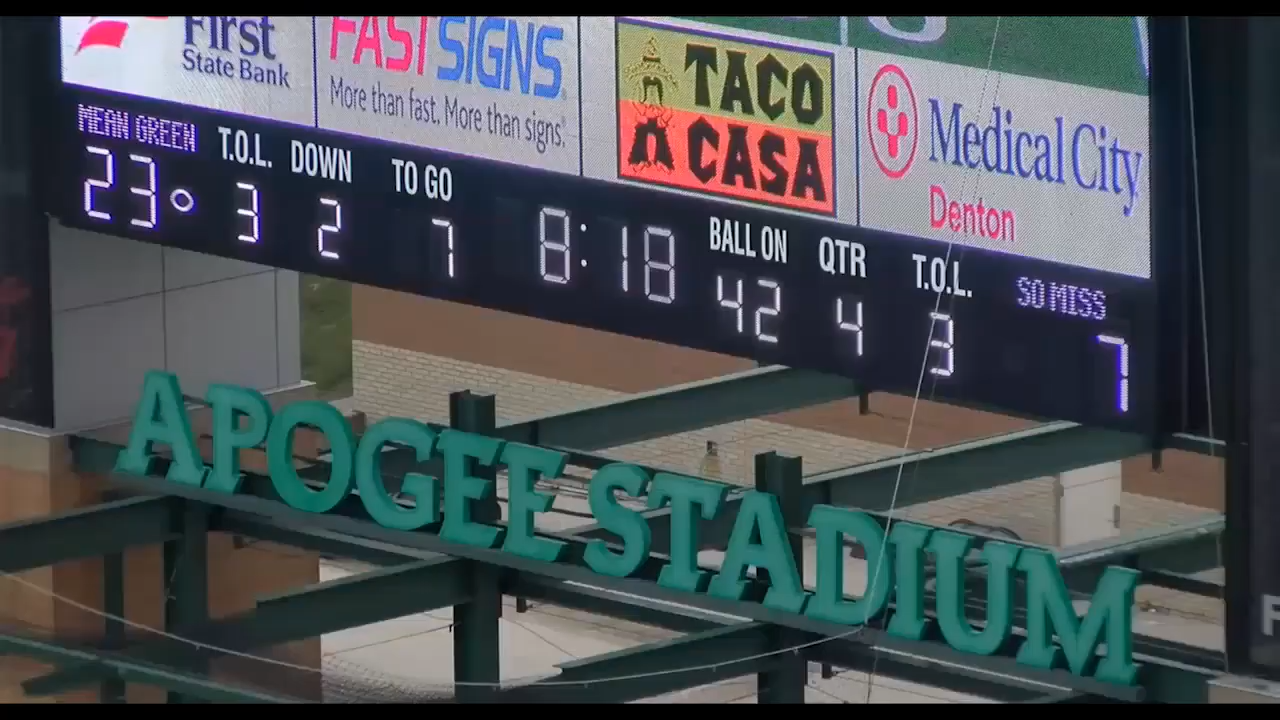 First
State Bank
FASTSIGNS
More than fast. More than signs.
TACO
CASA
Medical City
Denton
MEAN GREEN
T.O.L.
DOWN
TO GO
BALL ON
QTR
T.O.L.
SO MISS
23
3
2
7
8:18
42
4
3
7
APOGEE STADIUM